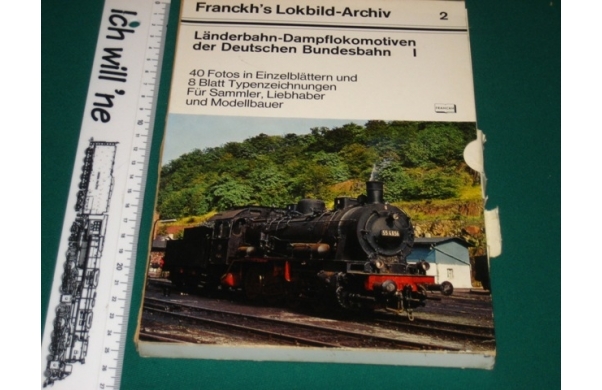 Ich will 'ne
Franckh's Lokbild-Archiv 2
Länderbahn-Dampflokomotiven
der Deutschen Bundesbahn I
40 Fotos in Einzelblättern und
8 Blatt Typenzeichnungen
Für Sammler, Liebhaber
und Modellbauer